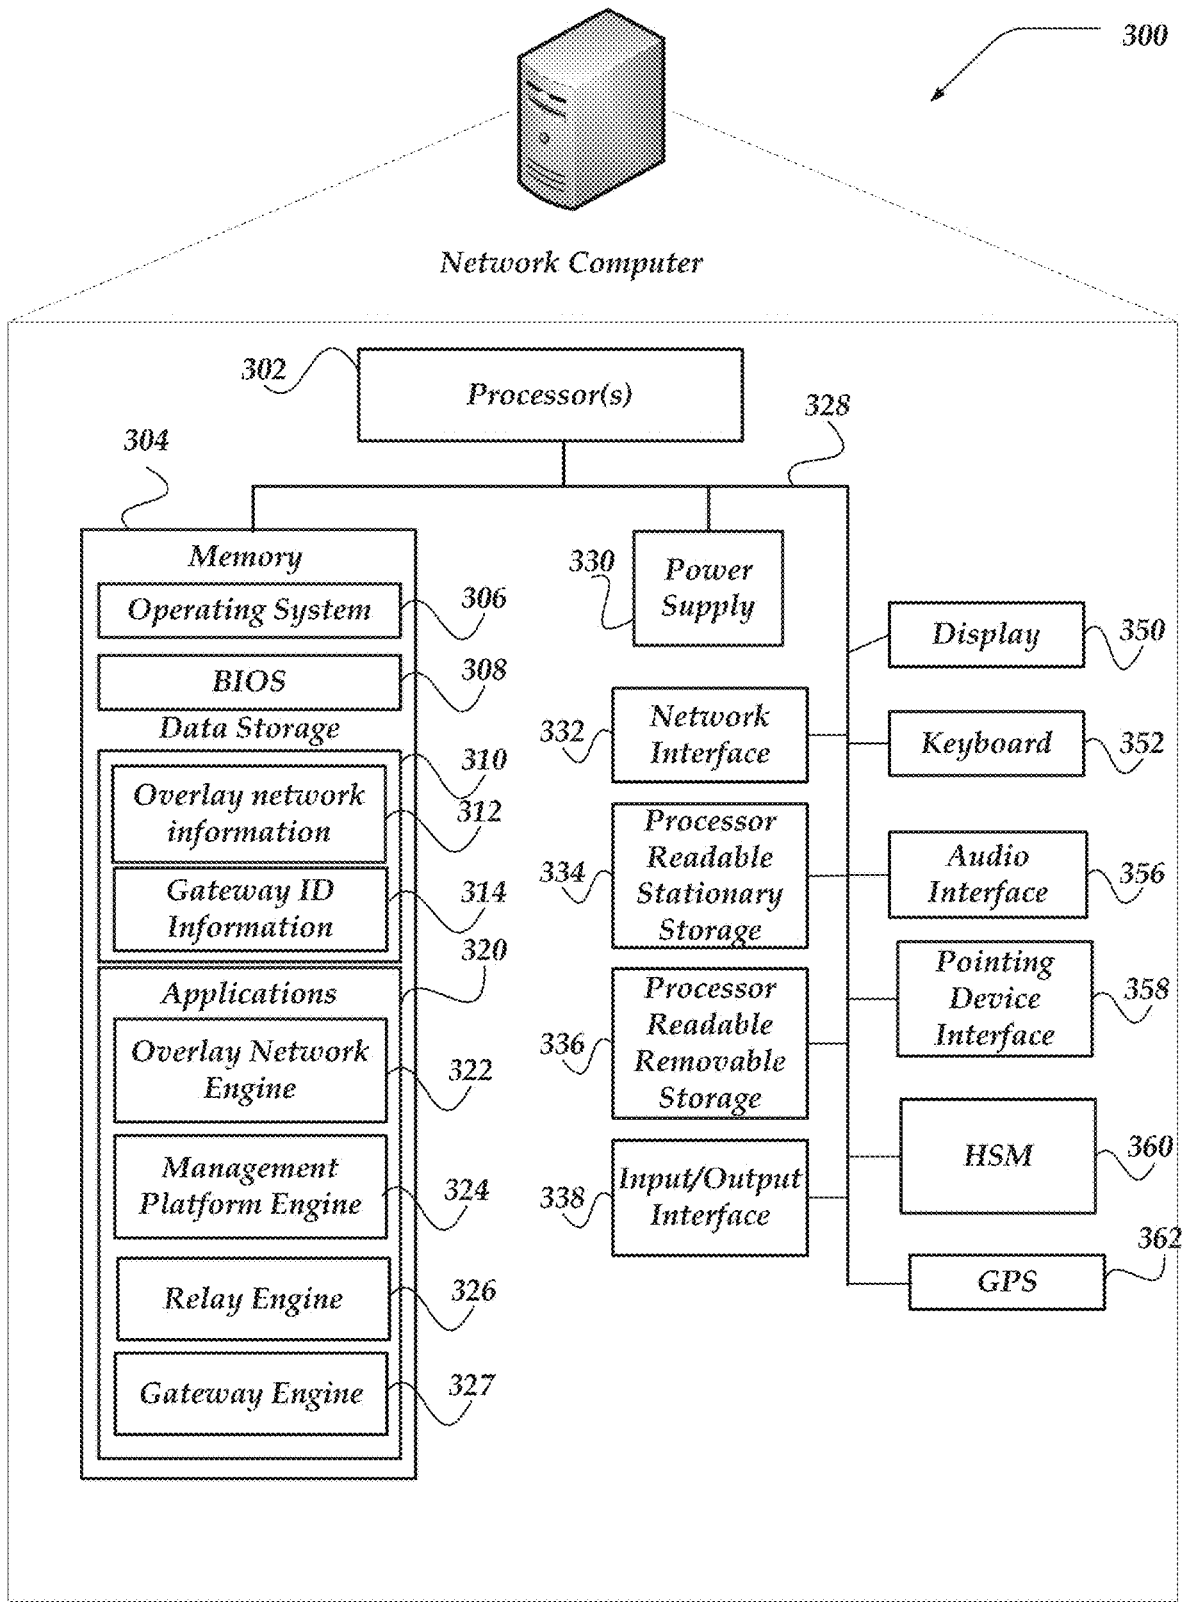 300
Network Computer
302
Processor(s)
328
304
Memory
Operating System
306
BIOS
308
Data Storage
310
Overlay network
information
312
Gateway ID
Information
314
320
Applications
Overlay Network
Engine
322
Management
Platform Engine
324
Relay Engine
326
Gateway Engine
327
330
Power
Supply
332
Network
Interface
334
Processor
Readable
Stationary
Storage
336
Processor
Readable
Removable
Storage
338
Input/Output
Interface
Display
350
Keyboard
352
Audio
Interface
356
Pointing
Device
Interface
358
HSM
360
GPS
362